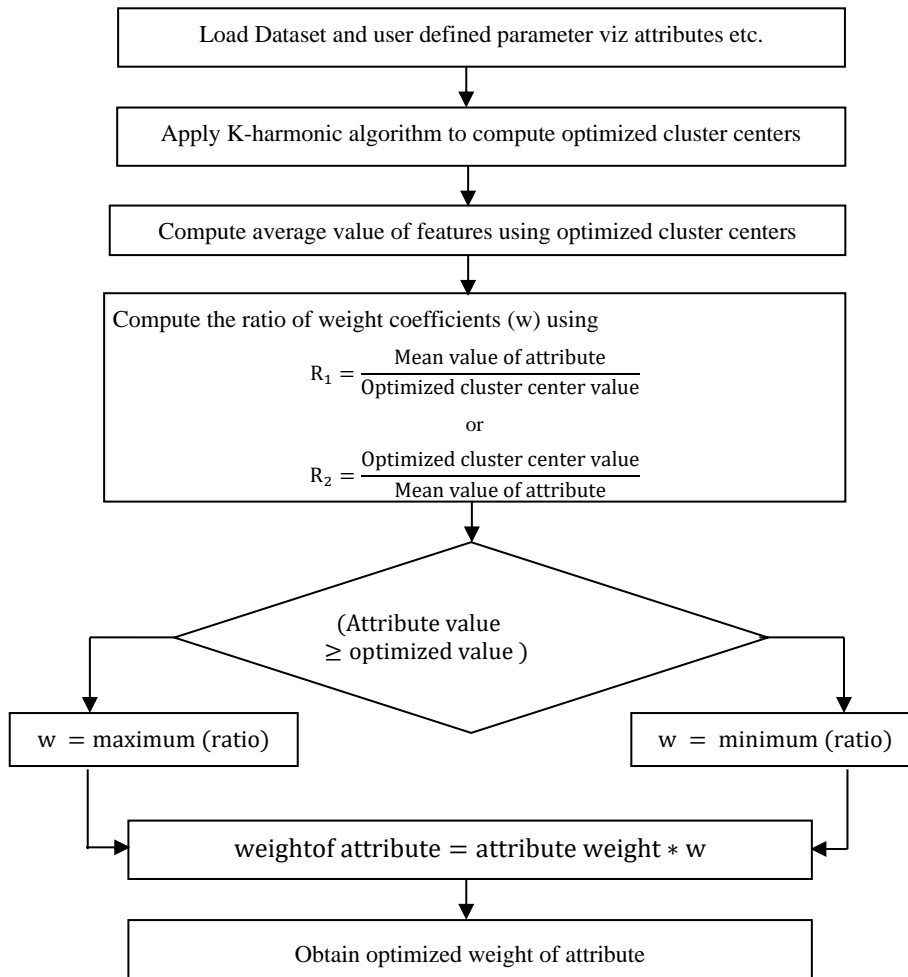 Load Dataset and user defined parameter viz attributes etc.
Apply K-harmonic algorithm to compute optimized cluster centers
Compute average value of features using optimized cluster centers
Compute the ratio of weight coefficients (w) using
R₁ = Mean value of attribute / Optimized cluster center value
or
R₂ = Optimized cluster center value / Mean value of attribute
(Attribute value
≥ optimized value )
w = maximum (ratio)
w = minimum (ratio)
weightof attribute = attribute weight ∗ w
Obtain optimized weight of attribute